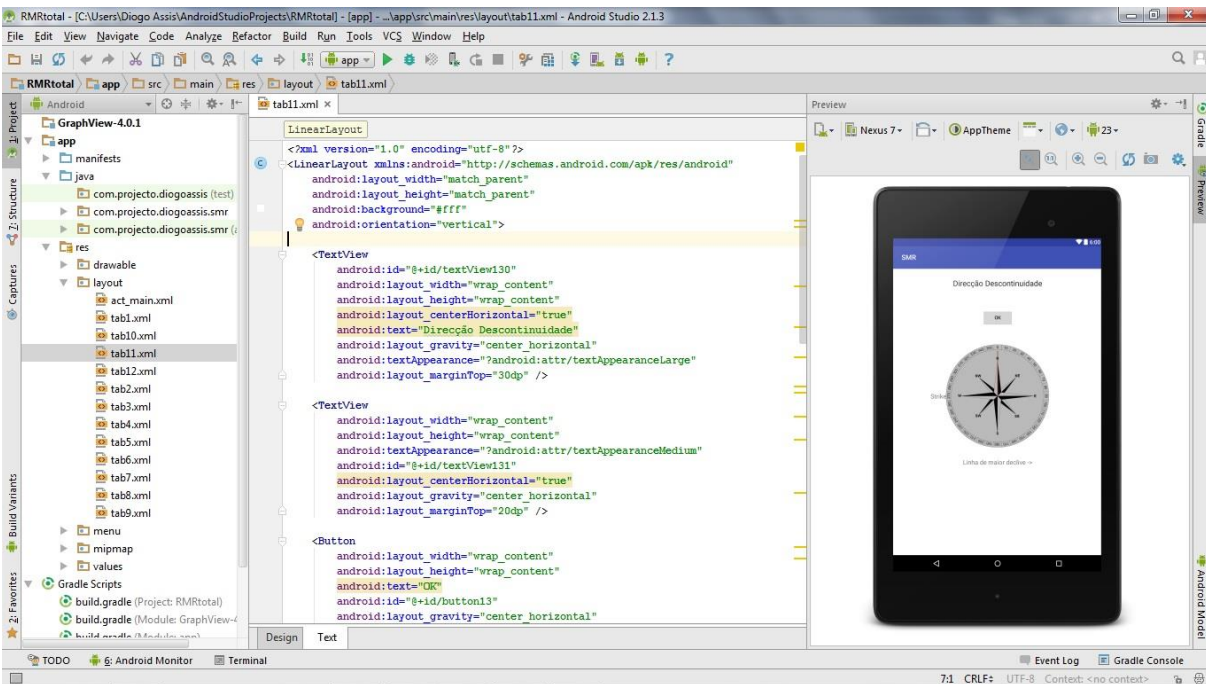 RMRtotal - [C:\Users\Diogo Assis\AndroidStudioProjects\RMRtotal] - [app] - ...\app\src\main\res\layout\tab11.xml - Android Studio 2.1.3
File Edit View Navigate Code Analyze Refactor Build Run Tools VCS Window Help
app
RMRtotal app src main res layout tab11.xml
1: Project
Z: Structure
Captures
Build Variants
2: Favorites
Android
GraphView-4.0.1
app
manifests
java
com.projecto.diogoassis (test)
com.projecto.diogoassis.smr
com.projecto.diogoassis.smr (a
res
drawable
layout
act_main.xml
tab1.xml
tab10.xml
tab11.xml
tab12.xml
tab2.xml
tab3.xml
tab4.xml
tab5.xml
tab6.xml
tab7.xml
tab8.xml
tab9.xml
menu
mipmap
values
Gradle Scripts
build.gradle (Project: RMRtotal)
build.gradle (Module: GraphView-4
build.gradle (Module: app)
tab11.xml
LinearLayout
<?xml version="1.0" encoding="utf-8"?>
<LinearLayout xmlns:android="http://schemas.android.com/apk/res/android"
android:layout_width="match_parent"
android:layout_height="match_parent"
android:background="#fff"
android:orientation="vertical">
<TextView
android:id="@+id/textView130"
android:layout_width="wrap_content"
android:layout_height="wrap_content"
android:layout_centerHorizontal="true"
android:text="Direcção Descontinuidade"
android:layout_gravity="center_horizontal"
android:textAppearance="?android:attr/textAppearanceLarge"
android:layout_marginTop="30dp" />
<TextView
android:layout_width="wrap_content"
android:layout_height="wrap_content"
android:textAppearance="?android:attr/textAppearanceMedium"
android:id="@+id/textView131"
android:layout_centerHorizontal="true"
android:layout_gravity="center_horizontal"
android:layout_marginTop="20dp" />
<Button
android:layout_width="wrap_content"
android:layout_height="wrap_content"
android:text="OK"
android:id="@+id/button13"
android:layout_gravity="center_horizontal"
Design Text
Preview
Nexus 7 AppTheme 23
6:00
SMR
Direcção Descontinuidade
OK
Strike
Linha de maior declive
Gradle
Preview
Android Model
TODO 6: Android Monitor Terminal Event Log Gradle Console
7:1 CRLF UTF-8 Context: <no context>